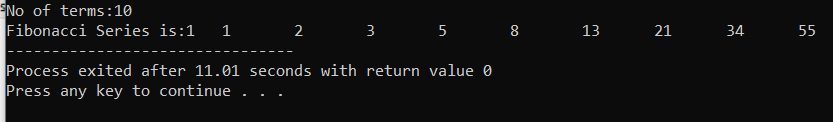 No of terms:10
Fibonacci Series is:1	1	2	3	5	8	13	21	34	55
--------------------------------
Process exited after 11.01 seconds with return value 0
Press any key to continue . . .